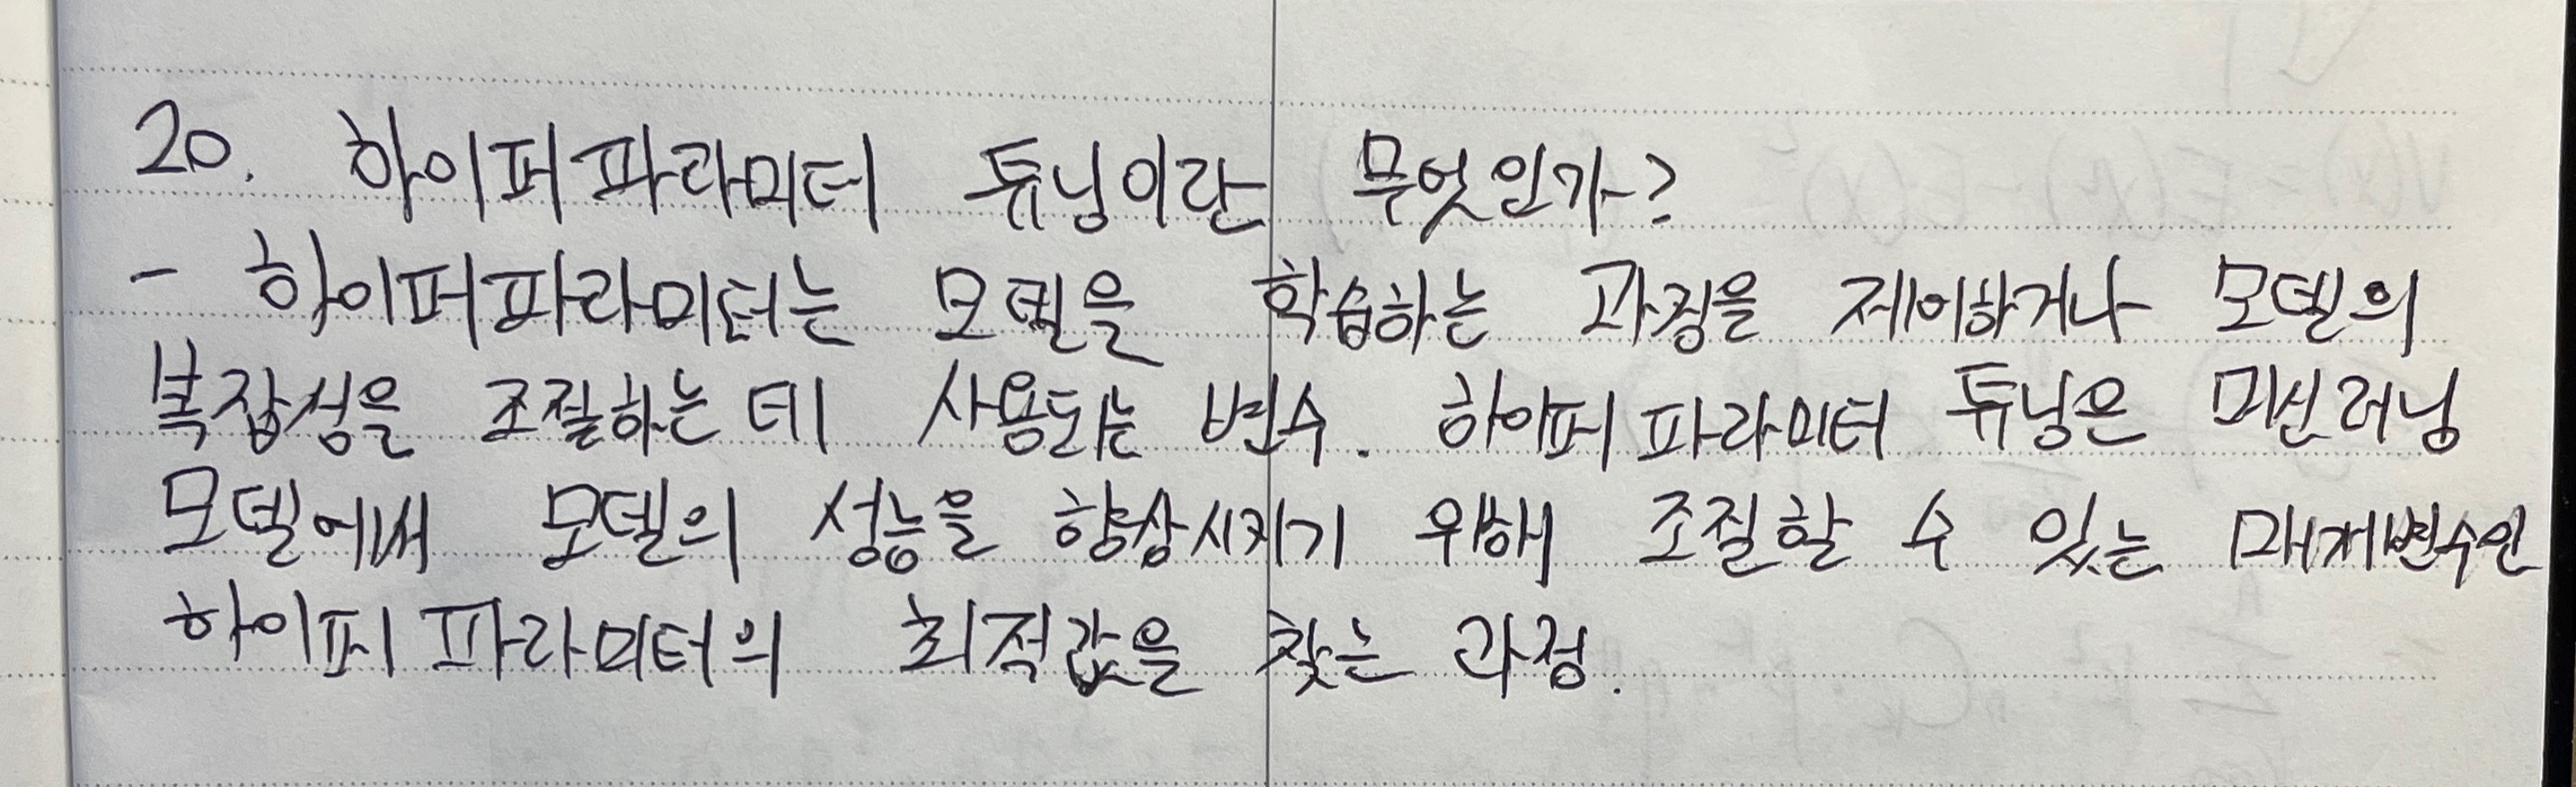 20. 하이퍼파라미터 튜닝이란 무엇인가?
- 하이퍼파라미터는 모델을 학습하는 과정을 제어하거나 모델의
복잡성을 조절하는 데 사용되는 변수. 하이퍼파라미터 튜닝은 머신러닝
모델에서 모델의 성능을 향상시키기 위해 조절할 수 있는 매개변수인
하이퍼파라미터의 최적값을 찾는 과정.